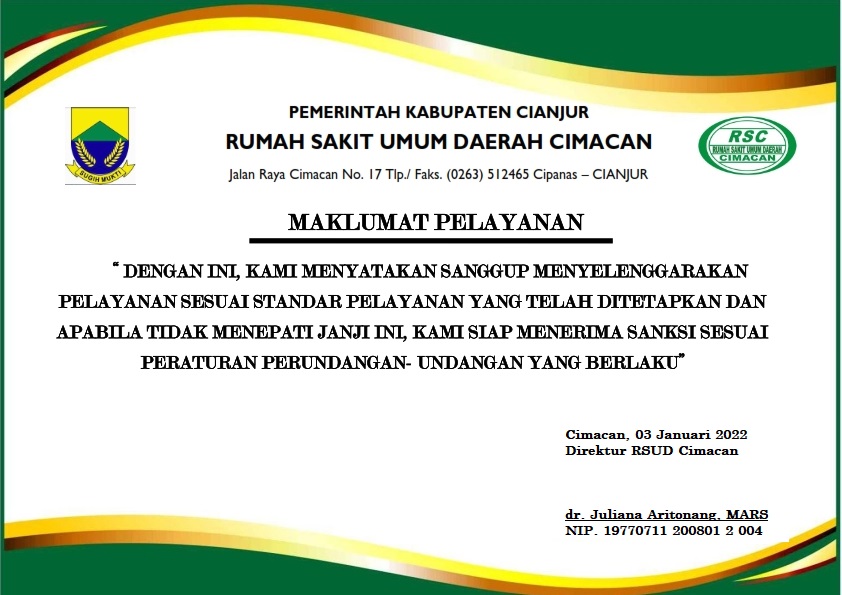 PEMERINTAH KABUPATEN CIANJUR
RUMAH SAKIT UMUM DAERAH CIMACAN
Jalan Raya Cimacan No. 17 Tlp./ Faks. (0263) 512465 Cipanas – CIANJUR
SUGIH MUKTI
RSC
RUMAH SAKIT UMUM DAERAH
CIMACAN
MAKLUMAT PELAYANAN
“ DENGAN INI, KAMI MENYATAKAN SANGGUP MENYELENGGARAKAN
PELAYANAN SESUAI STANDAR PELAYANAN YANG TELAH DITETAPKAN DAN
APABILA TIDAK MENEPATI JANJI INI, KAMI SIAP MENERIMA SANKSI SESUAI
PERATURAN PERUNDANGAN- UNDANGAN YANG BERLAKU”
Cimacan, 03 Januari 2022
Direktur RSUD Cimacan
dr. Juliana Aritonang, MARS
NIP. 19770711 200801 2 004